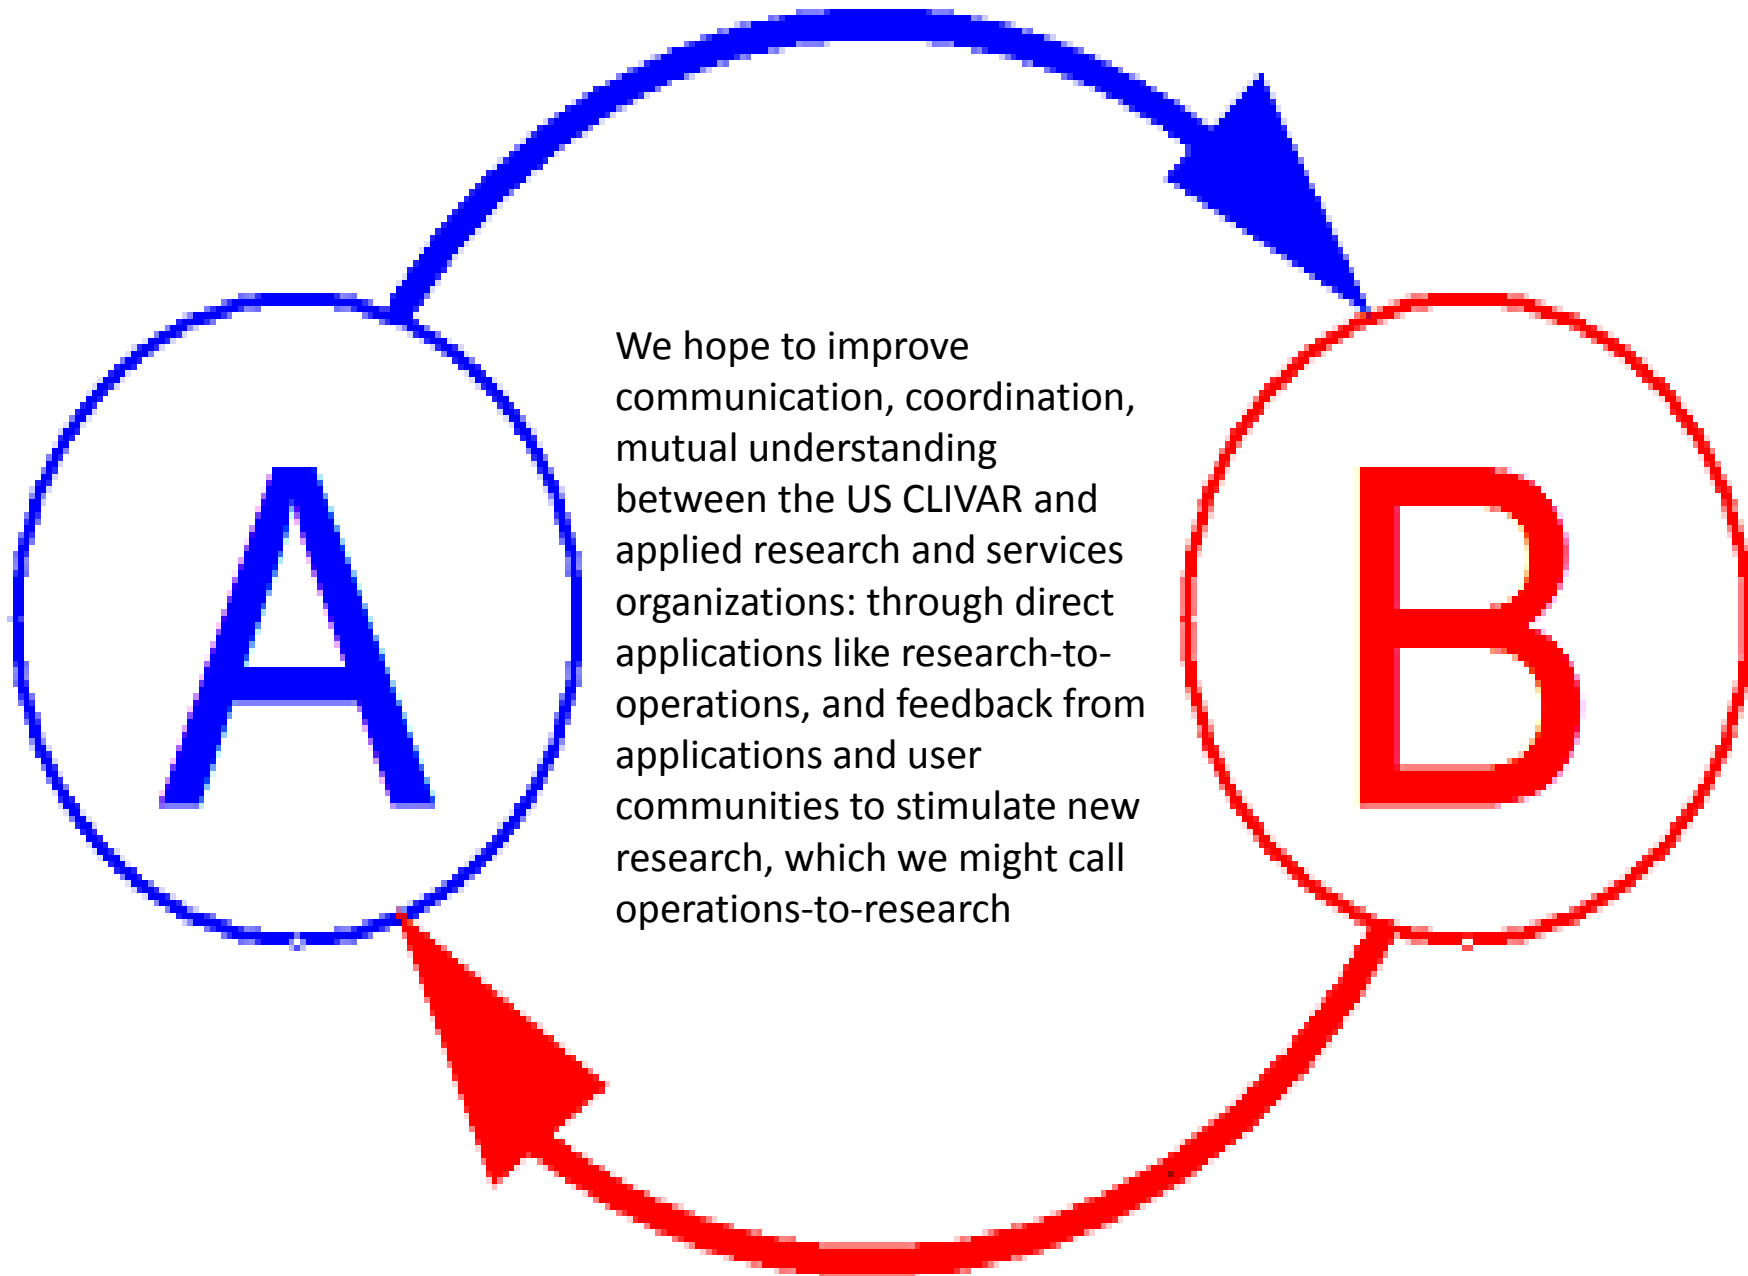 A
We hope to improve
communication, coordination,
mutual understanding
between the US CLIVAR and
applied research and services
organizations: through direct
applications like research-to-
operations, and feedback from
applications and user
communities to stimulate new
research, which we might call
operations-to-research
B